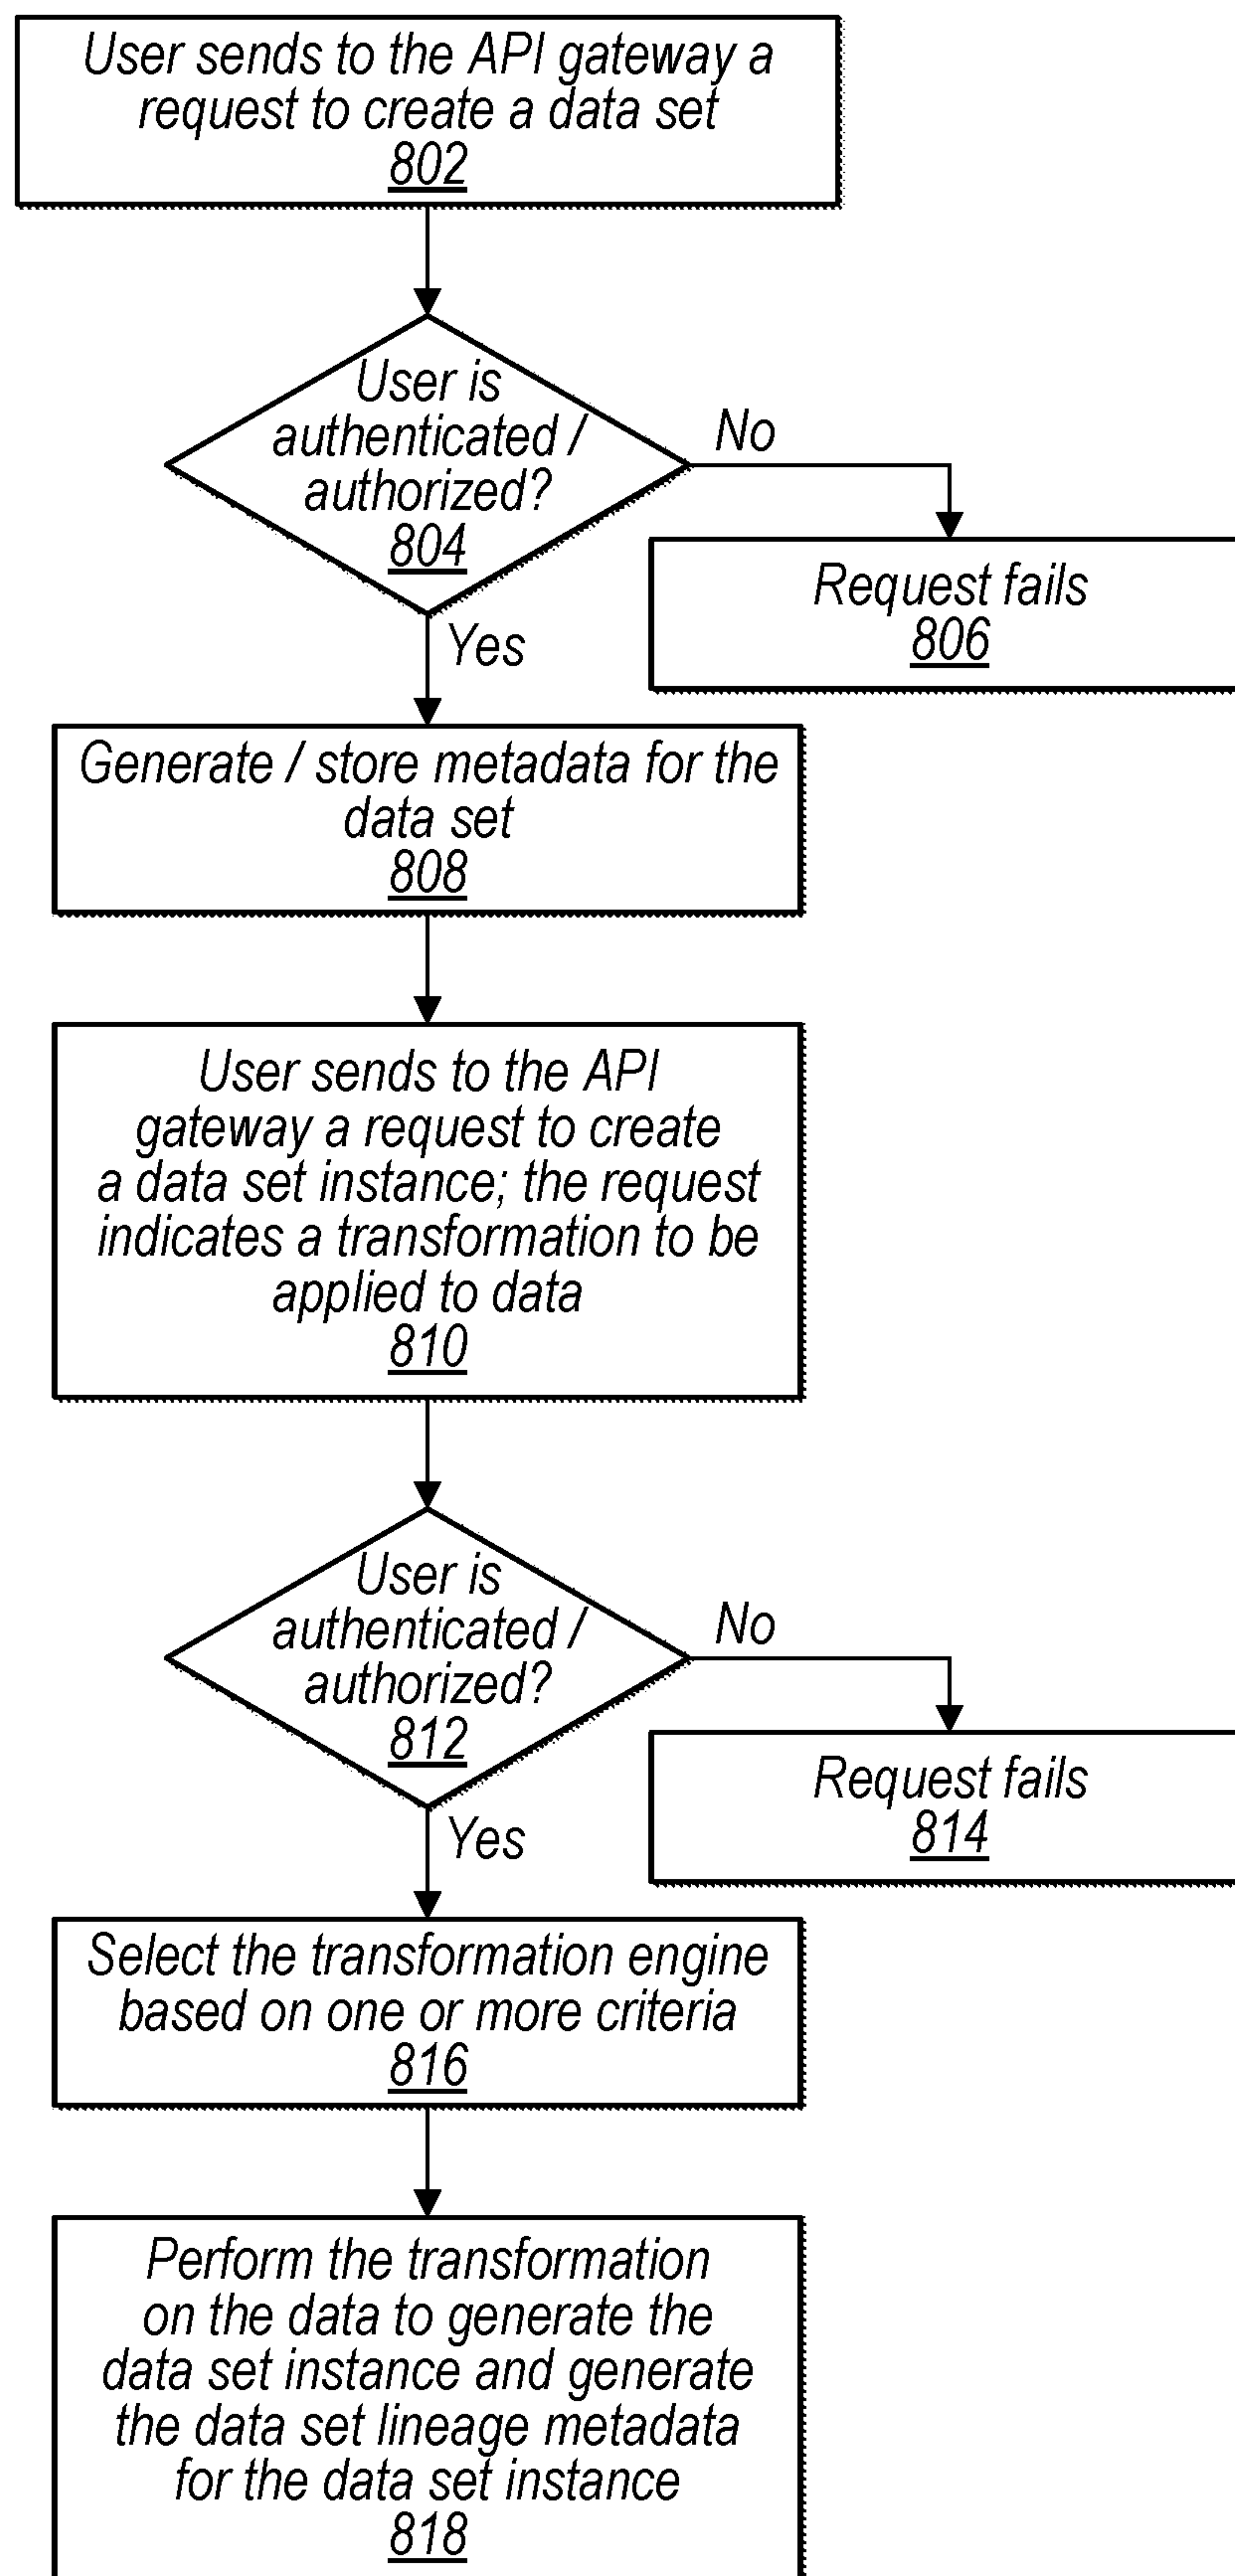 User sends to the API gateway a
request to create a data set
802
User is
authenticated /
authorized?
804
No
Request fails
806
Yes
Generate / store metadata for the
data set
808
User sends to the API
gateway a request to create
a data set instance; the request
indicates a transformation to be
applied to data
810
User is
authenticated /
authorized?
812
No
Request fails
814
Yes
Select the transformation engine
based on one or more criteria
816
Perform the transformation
on the data to generate the
data set instance and generate
the data set lineage metadata
for the data set instance
818